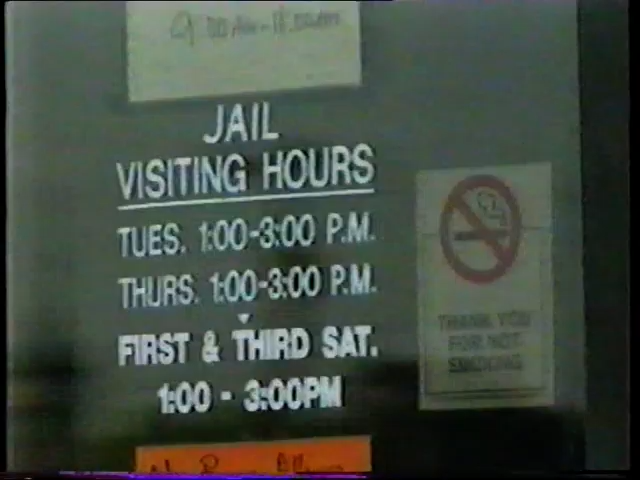 JAIL
VISITING HOURS
TUES. 1:00-3:00 P.M.
THURS. 1:00-3:00 P.M.
FIRST & THIRD SAT.
1:00 - 3:00PM
THANK YOU
FOR NOT
SMOKING